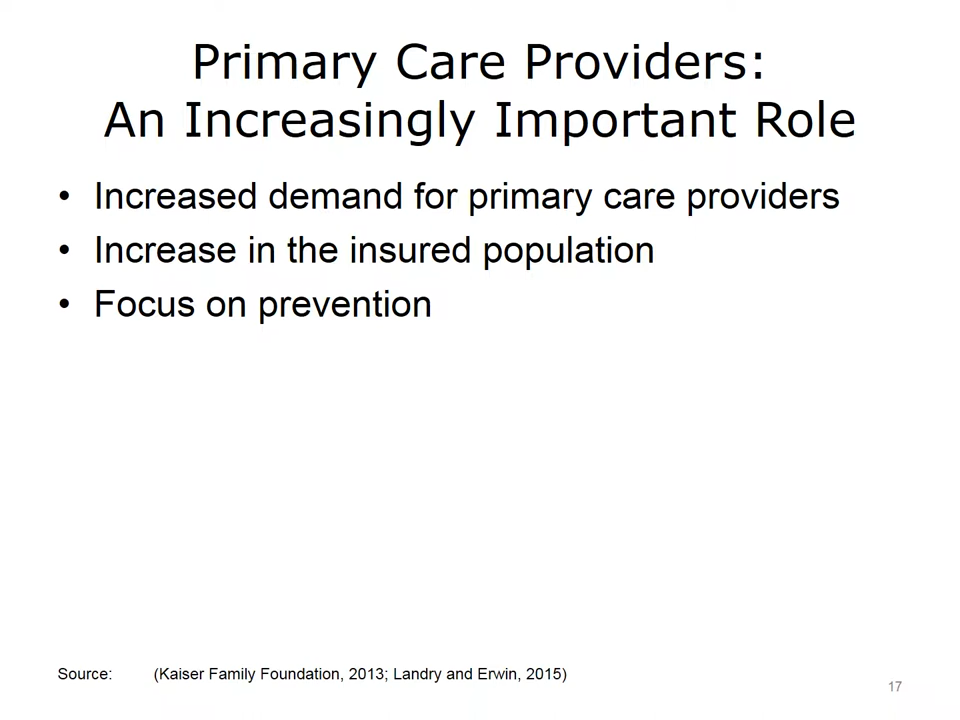 Primary Care Providers:
An Increasingly Important Role
• Increased demand for primary care providers
• Increase in the insured population
• Focus on prevention
Source: (Kaiser Family Foundation, 2013; Landry and Erwin, 2015)
17